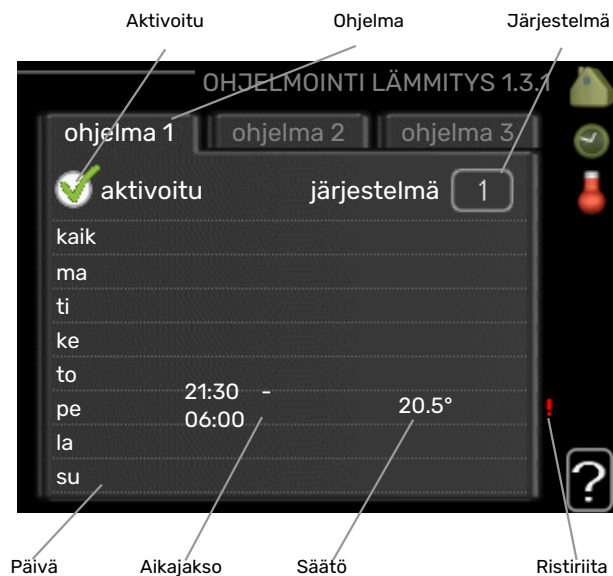 Aktivoitu Ohjelma Järjestelmä
OHJELMOINTI LÄMMITYS 1.3.1
ohjelma 1 ohjelma 2 ohjelma 3
aktivoitu järjestelmä 1
kaik
ma
ti
ke
to
21:30 -
pe 06:00 20.5° !
la
su
?
Päivä Aikajakso Säätö Ristiriita